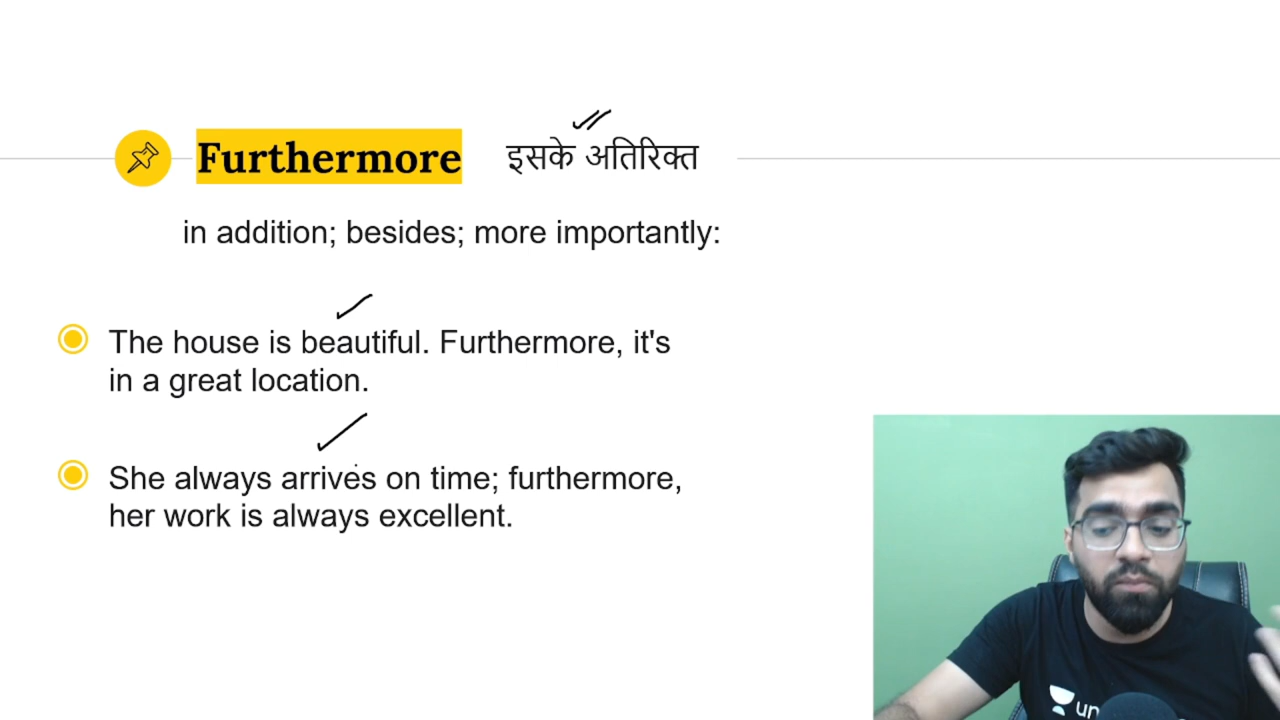 Furthermore इसके अतिरिक्त
in addition; besides; more importantly:
The house is beautiful. Furthermore, it's
in a great location.
She always arrives on time; furthermore,
her work is always excellent.